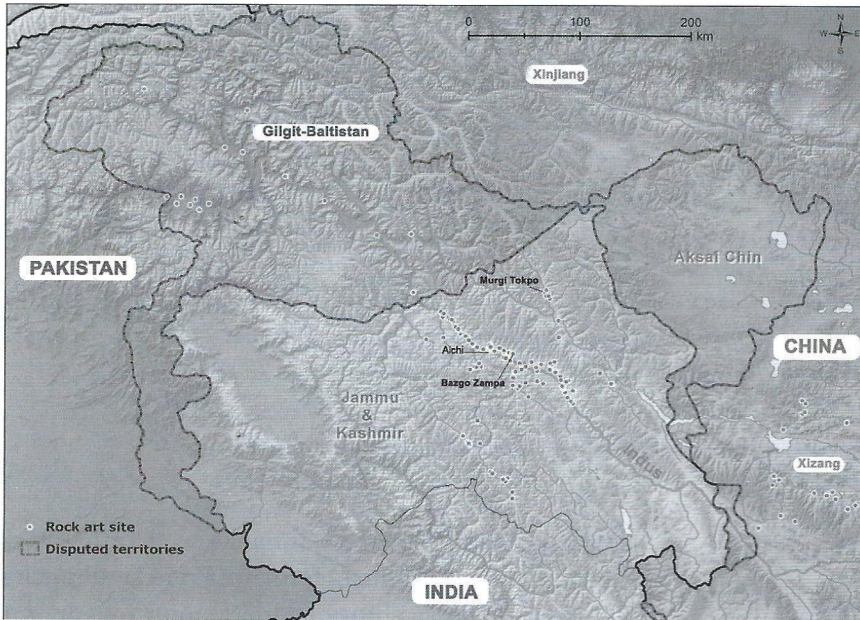 0 100 200
km
N
W E
S
Xinjiang
Gilgit-Baltistan
PAKISTAN
Aksai Chin
Murgi Tokpo
CHINA
Aichi
Bazgo Zampa
Jammu
&
Kashmir
Indus
Xizang
Rock art site
Disputed territories
INDIA